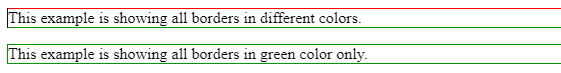 This example is showing all borders in different colors.
This example is showing all borders in green color only.